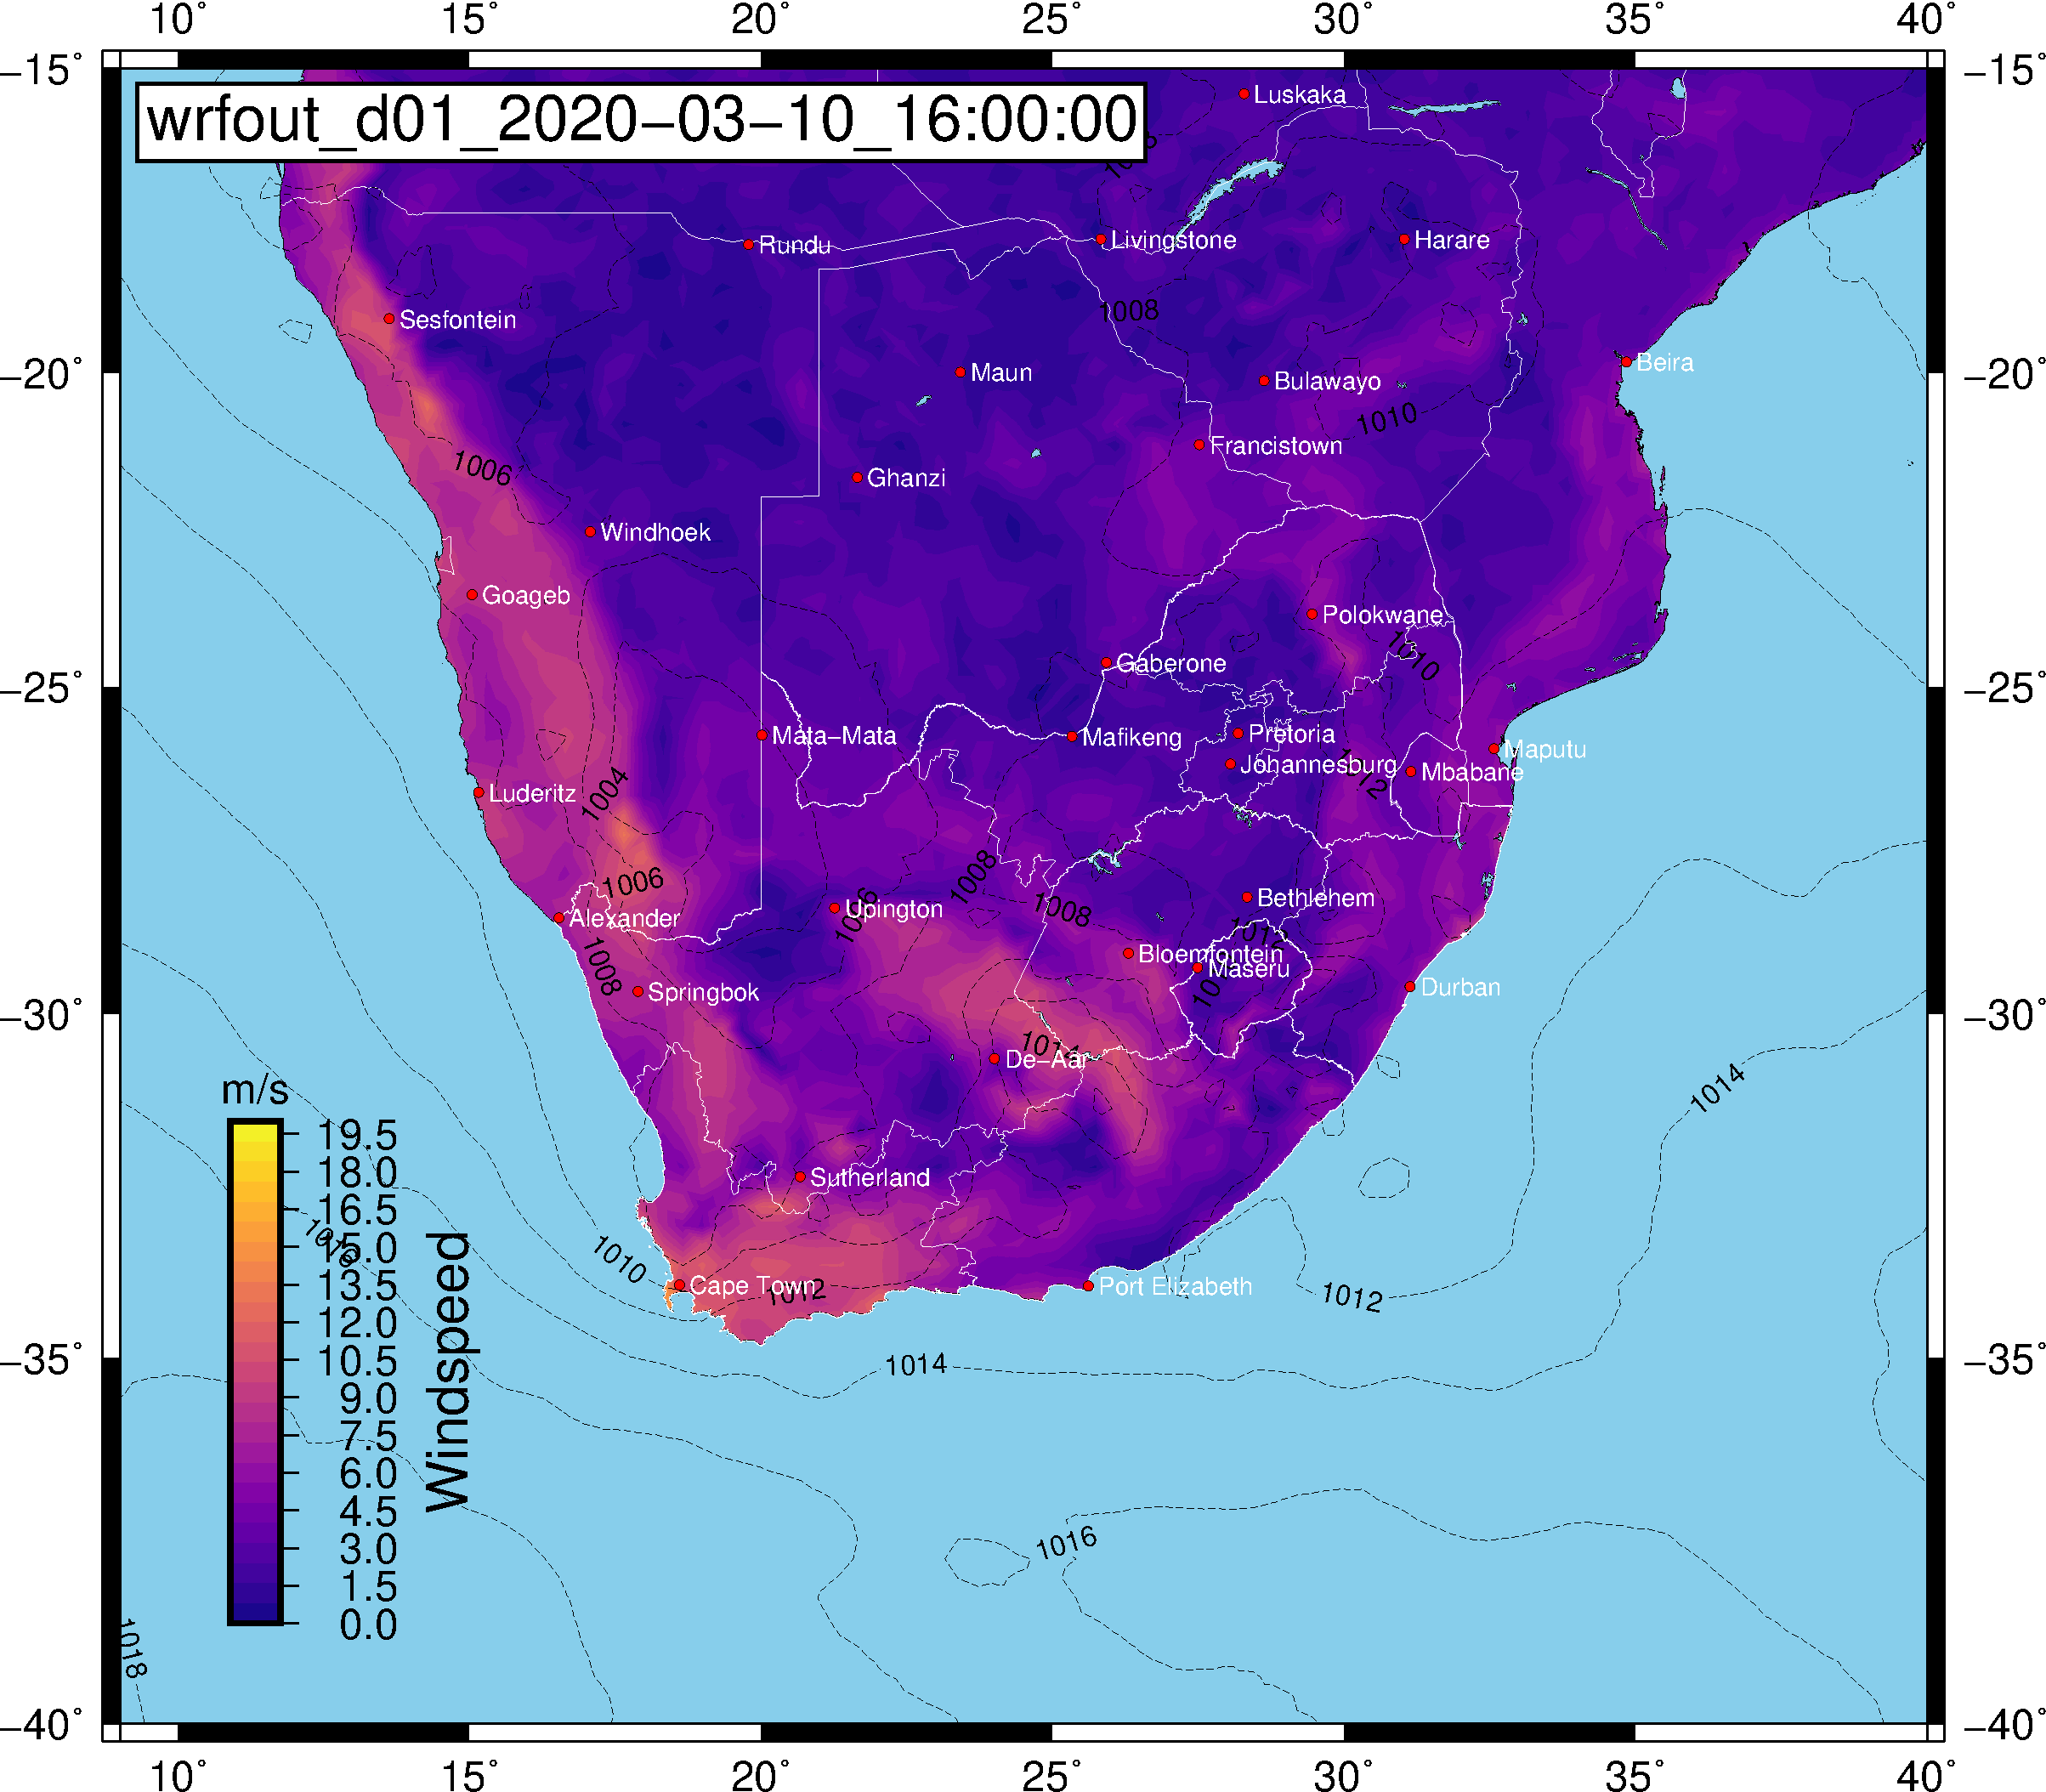 10° 15° 20° 25° 30° 35° 40°
−15° −15°
wrfout_d01_2020−03−10_16:00:00
Luskaka
Rundu
Livingstone
Harare
1008
Sesfontein
Maun
Bulawayo
Beira
−20° −20°
1010
1006
Francistown
Ghanzi
Windhoek
Goageb
Polokwane
1010
Gaberone
−25° −25°
Mata−Mata
Mafikeng
Pretoria
Maputu
Johannesburg
1012
Mbabane
Luderitz
1004
1006
1008
1008
1006
Upington
Bethlehem
Alexander
1012
1008
Bloemfontein
Maseru
Springbok
Durban
−30° −30°
1014
De−Aar
1014
m/s
19.5
18.0
16.5
15.0
13.5
12.0
10.5
9.0
7.5
6.0
4.5
3.0
1.5
0.0
Windspeed
Sutherland
1010
Cape Town
1012
Port Elizabeth
1012
1014
−35° −35°
1016
1018
−40° −40°
10° 15° 20° 25° 30° 35° 40°